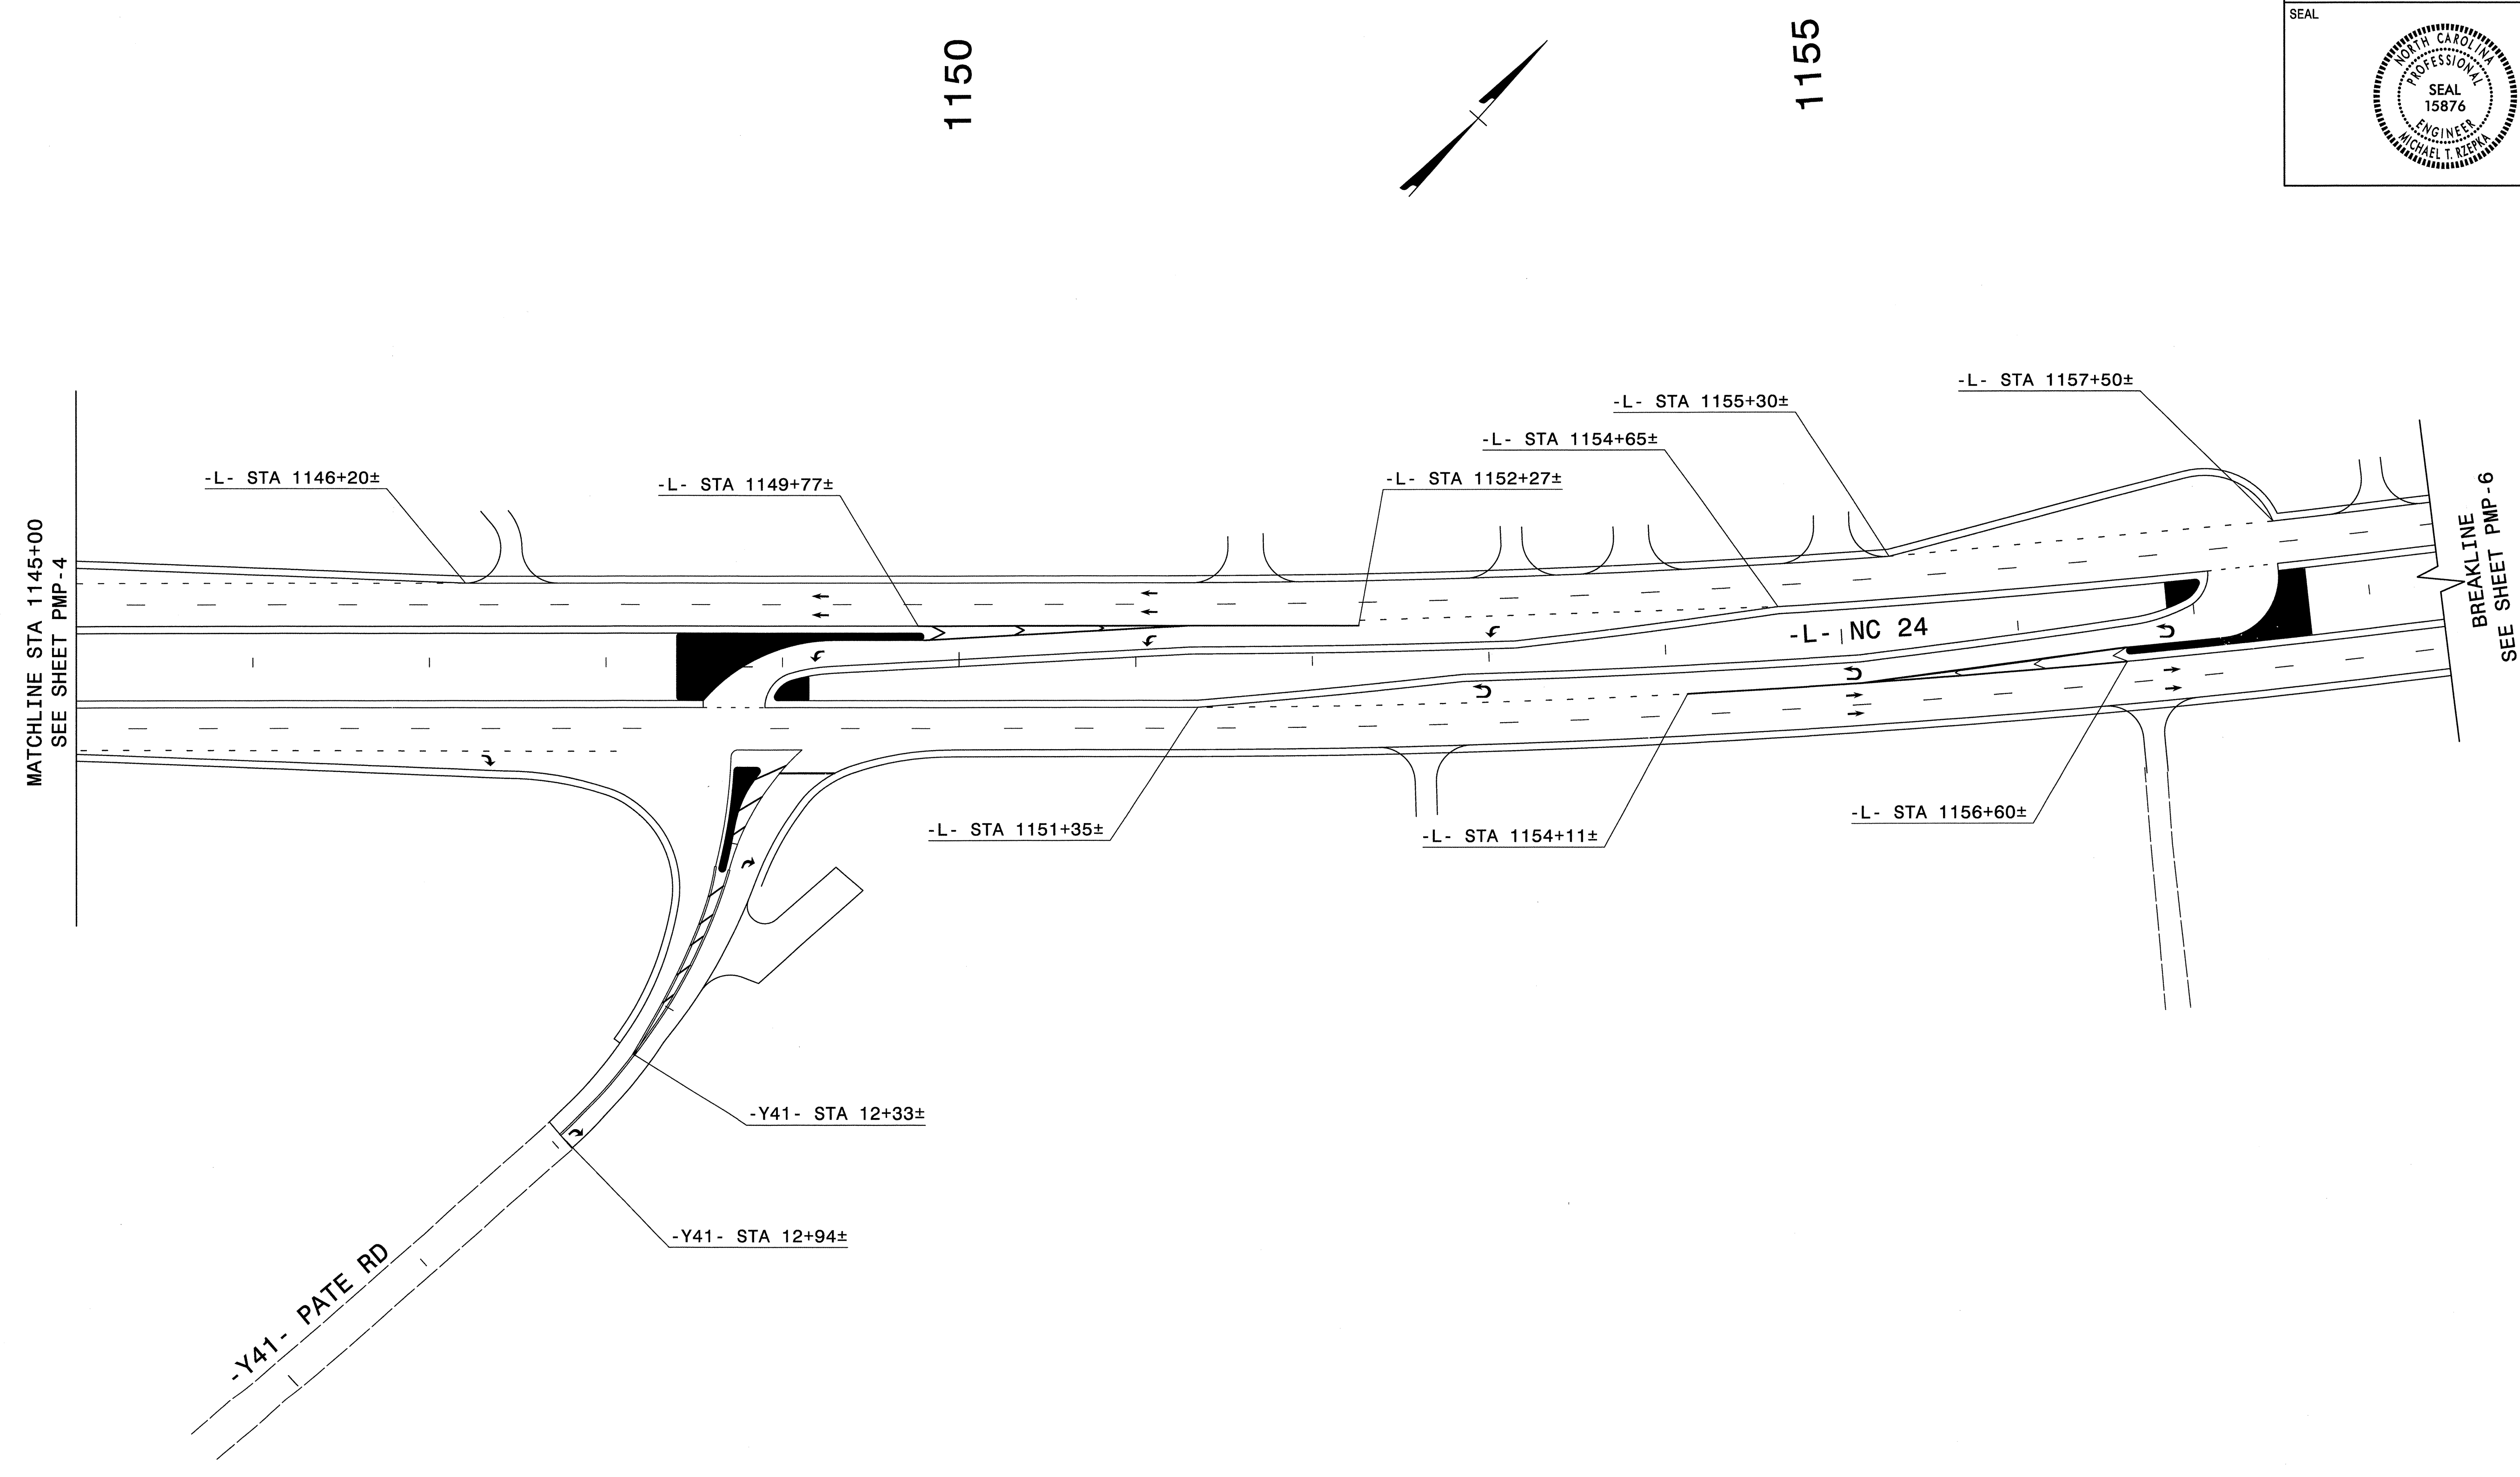 SEAL
NORTH CAROLINA
PROFESSIONAL
SEAL
15876
ENGINEER
MICHAEL T. RZEPKA
1150
1155
-L- STA 1157+50±
-L- STA 1155+30±
-L- STA 1154+65±
-L- STA 1146+20±
-L- STA 1149+77±
-L- STA 1152+27±
MATCHLINE STA 1145+00
SEE SHEET PMP-4
-L- NC 24
BREAKLINE
SEE SHEET PMP-6
-L- STA 1151+35±
-L- STA 1154+11±
-L- STA 1156+60±
-Y41- STA 12+33±
-Y41- STA 12+94±
-Y41- PATE RD